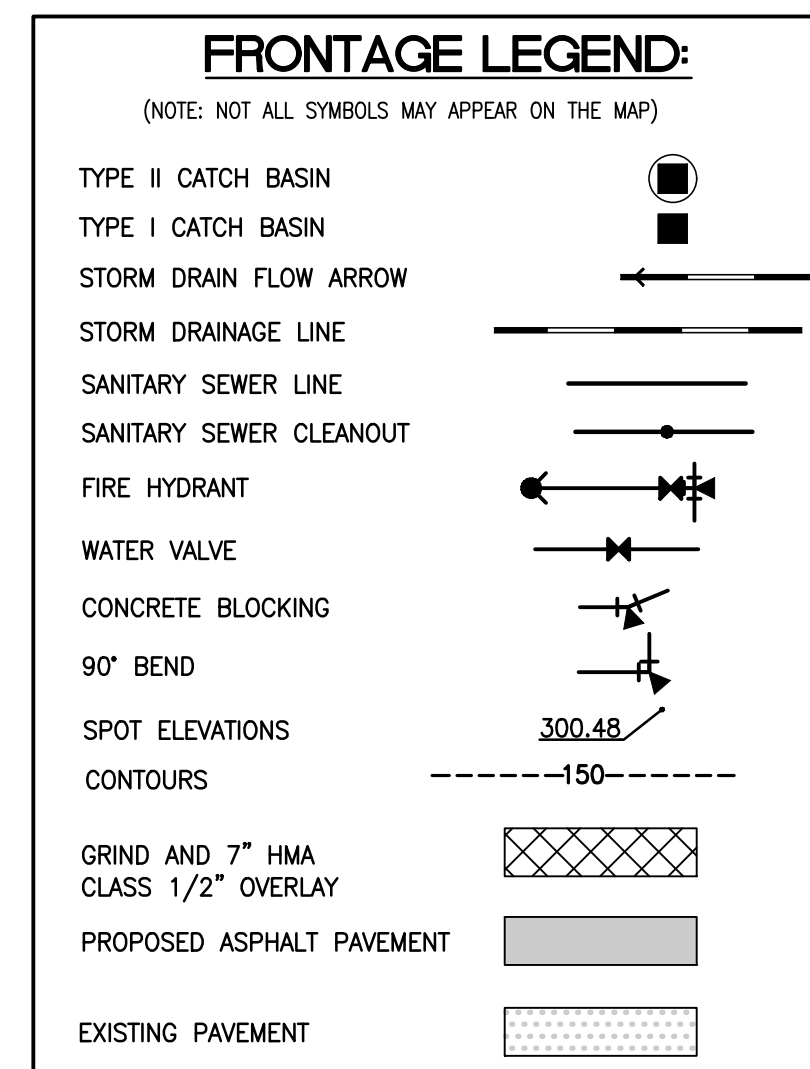 FRONTAGE LEGEND:
(NOTE: NOT ALL SYMBOLS MAY APPEAR ON THE MAP)
TYPE II CATCH BASIN
TYPE I CATCH BASIN
STORM DRAIN FLOW ARROW
STORM DRAINAGE LINE
SANITARY SEWER LINE
SANITARY SEWER CLEANOUT
FIRE HYDRANT
WATER VALVE
CONCRETE BLOCKING
90° BEND
SPOT ELEVATIONS 300.48
CONTOURS 150
GRIND AND 7" HMA
CLASS 1/2" OVERLAY
PROPOSED ASPHALT PAVEMENT
EXISTING PAVEMENT